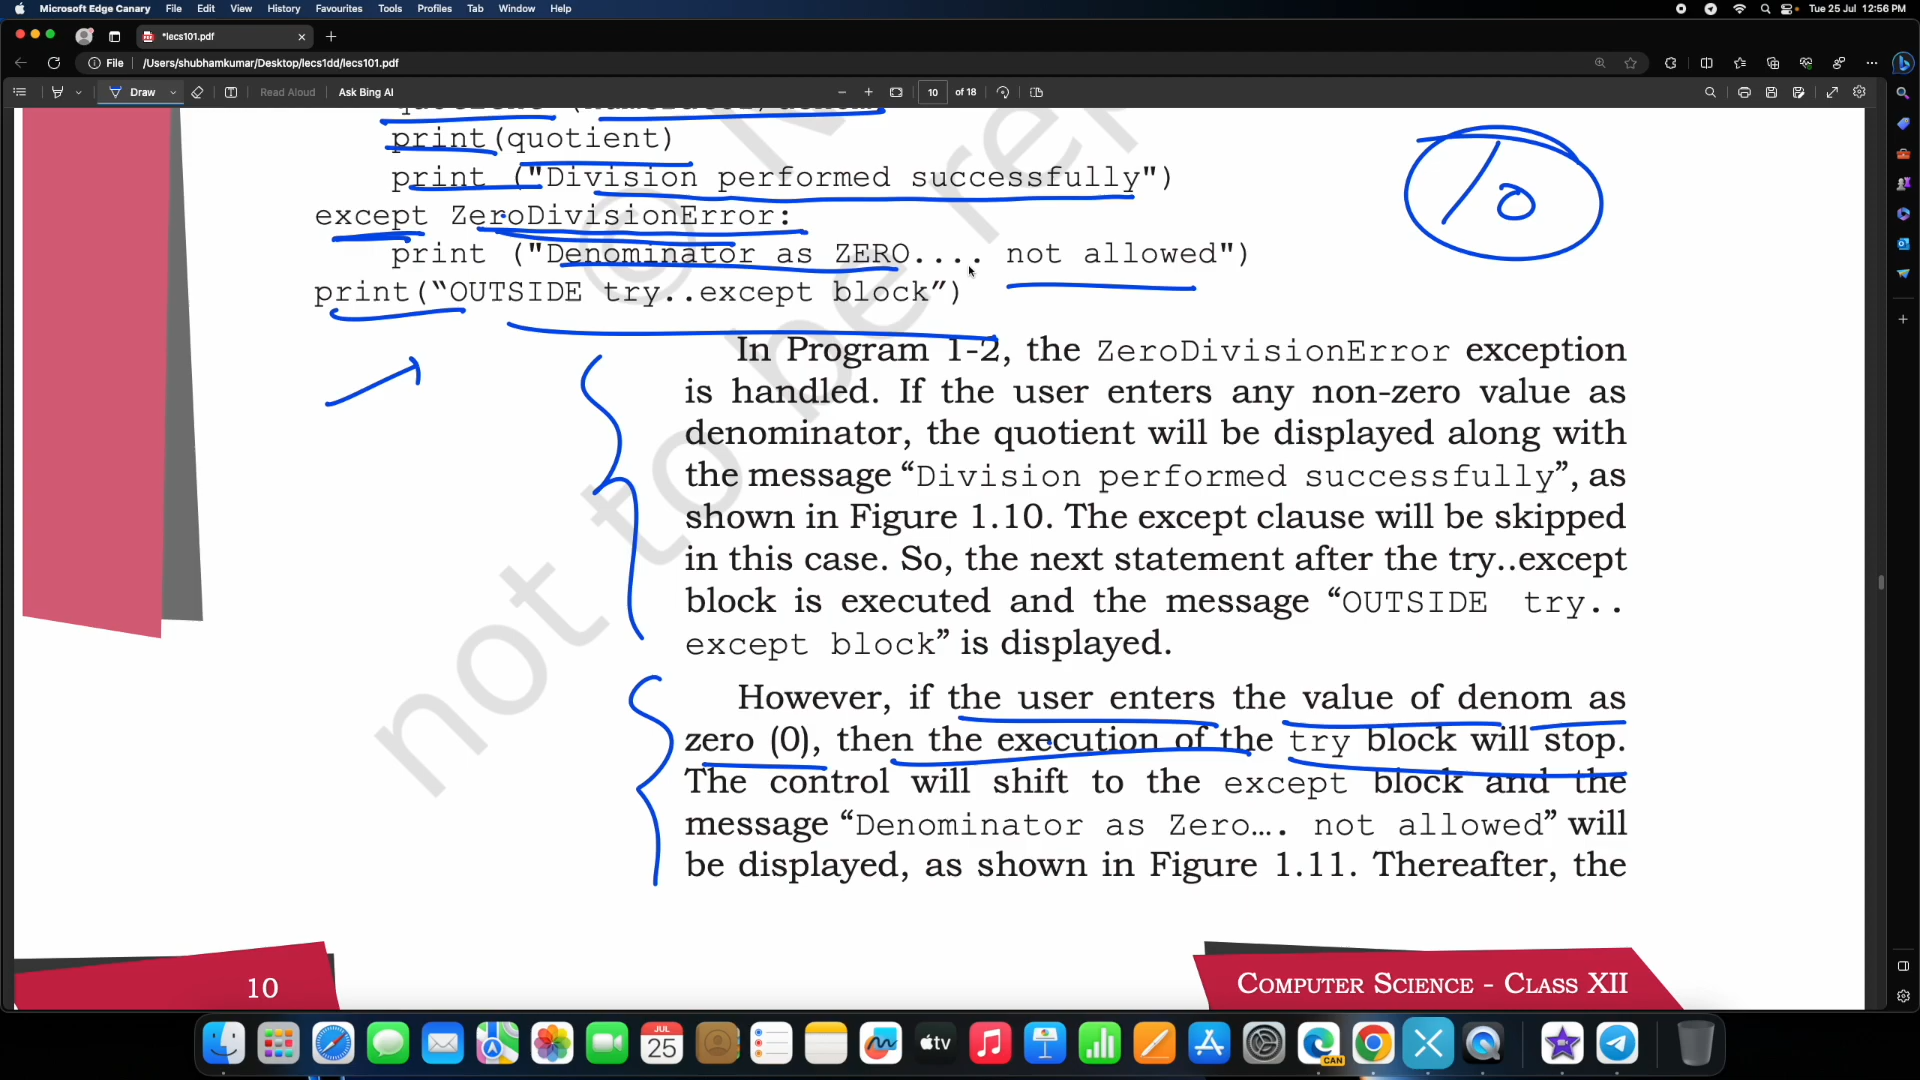 Microsoft Edge Canary File Edit View History Favourites Tools Profiles Tab Window Help Tue 25 Jul 12:56 PM
*lecs101.pdf
File /Users/shubhamkumar/Desktop/lecs1dd/lecs101.pdf
Draw Read Aloud Ask Bing AI 10 of 18
print(quotient)
print ("Division performed successfully")
except ZeroDivisionError:
print ("Denominator as ZERO.... not allowed")
print(“OUTSIDE try..except block”)
/0
In Program 1-2, the ZeroDivisionError exception
is handled. If the user enters any non-zero value as
denominator, the quotient will be displayed along with
the message “Division performed successfully”, as
shown in Figure 1.10. The except clause will be skipped
in this case. So, the next statement after the try..except
block is executed and the message “OUTSIDE try..
except block” is displayed.
However, if the user enters the value of denom as
zero (0), then the execution of the try block will stop.
The control will shift to the except block and the
message “Denominator as Zero…. not allowed” will
be displayed, as shown in Figure 1.11. Thereafter, the
not to be re
10
Computer Science - Class XII
JUL
25
tv
CAN